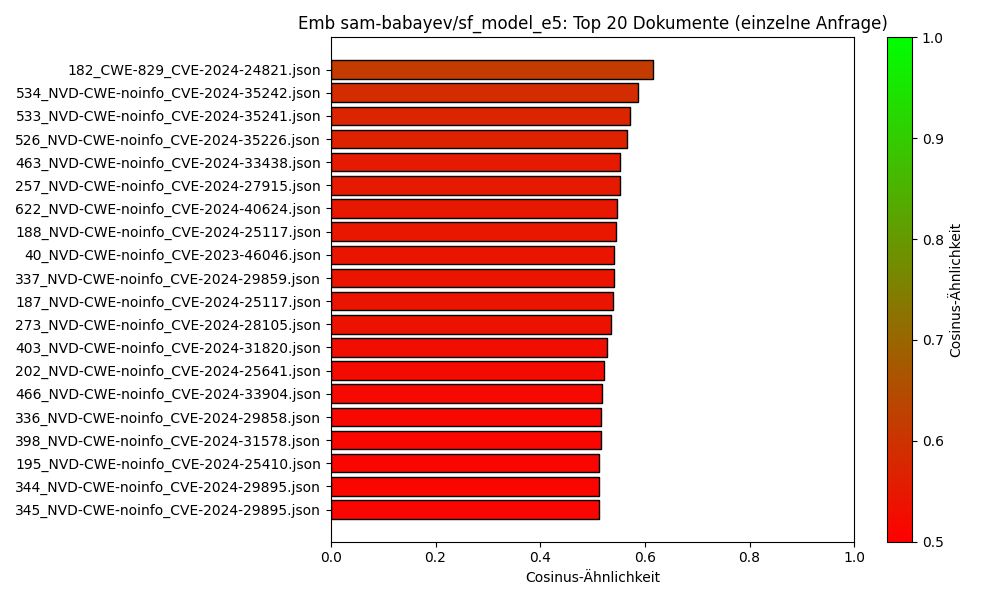 Emb sam-babayev/sf_model_e5: Top 20 Dokumente (einzelne Anfrage)
182_CWE-829_CVE-2024-24821.json
534_NVD-CWE-noinfo_CVE-2024-35242.json
533_NVD-CWE-noinfo_CVE-2024-35241.json
526_NVD-CWE-noinfo_CVE-2024-35226.json
463_NVD-CWE-noinfo_CVE-2024-33438.json
257_NVD-CWE-noinfo_CVE-2024-27915.json
622_NVD-CWE-noinfo_CVE-2024-40624.json
188_NVD-CWE-noinfo_CVE-2024-25117.json
40_NVD-CWE-noinfo_CVE-2023-46046.json
337_NVD-CWE-noinfo_CVE-2024-29859.json
187_NVD-CWE-noinfo_CVE-2024-25117.json
273_NVD-CWE-noinfo_CVE-2024-28105.json
403_NVD-CWE-noinfo_CVE-2024-31820.json
202_NVD-CWE-noinfo_CVE-2024-25641.json
466_NVD-CWE-noinfo_CVE-2024-33904.json
336_NVD-CWE-noinfo_CVE-2024-29858.json
398_NVD-CWE-noinfo_CVE-2024-31578.json
195_NVD-CWE-noinfo_CVE-2024-25410.json
344_NVD-CWE-noinfo_CVE-2024-29895.json
345_NVD-CWE-noinfo_CVE-2024-29895.json
0.0 0.2 0.4 0.6 0.8 1.0
Cosinus-Ähnlichkeit
1.0
0.9
0.8
0.7
0.6
0.5
Cosinus-Ähnlichkeit